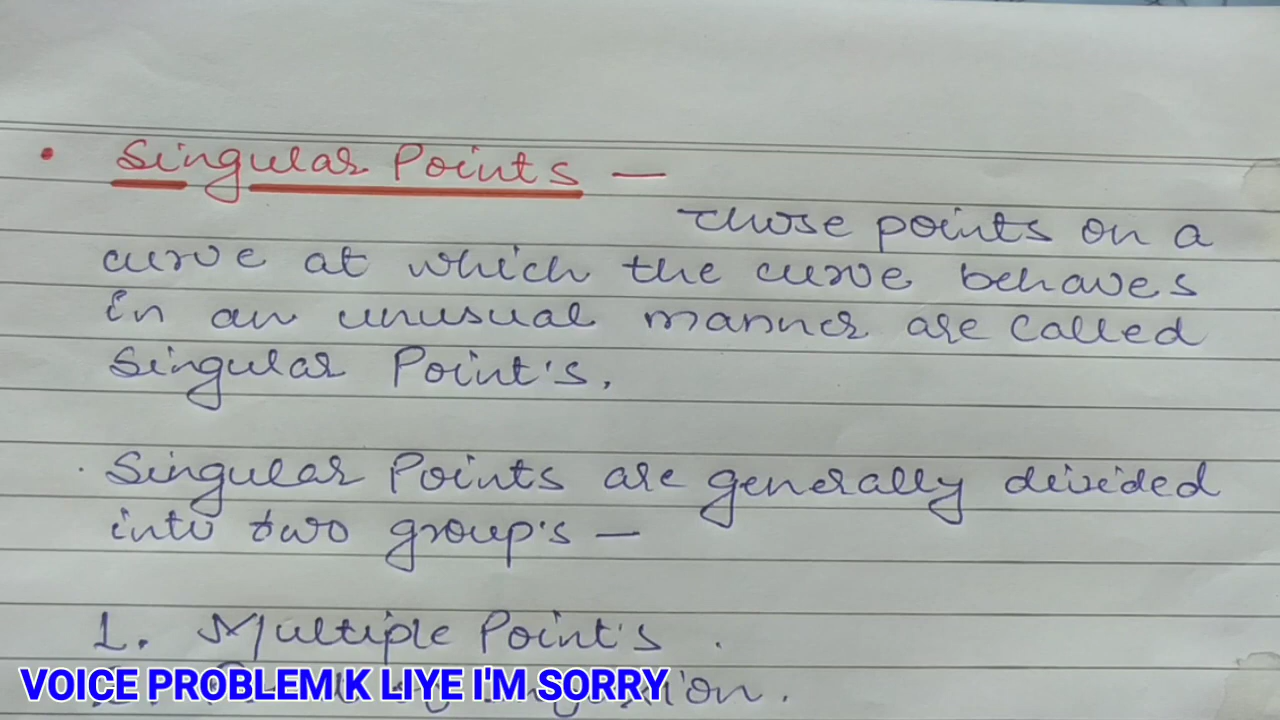 • Singular Points —
Those points on a
curve at which the curve behaves
in an unusual manner are called
Singular Point's.
· Singular Points are generally divided
into two group's —
1. Multiple Point's .
VOICE PROBLEM K LIYE I'M SORRY